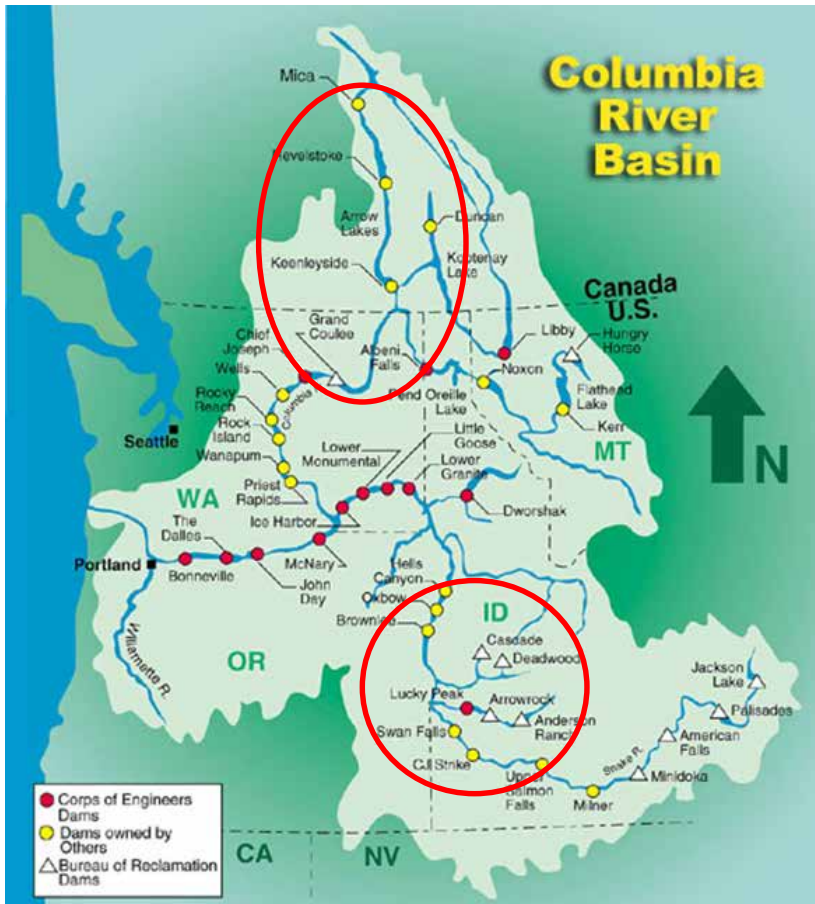 Columbia
River
Basin
Mica
Revelstoke
Arrow
Lakes
Duncan
Keenleyside
Kootenay
Lake
Canada
U.S.
Grand
Coulee
Chief
Joseph
Albeni
Falls
Libby
Hungry
Horse
Wells
Noxon
Columbia
Pend Oreille
Lake
Flathead
Lake
Rocky
Reach
Kerr
Rock
Island
Seattle
Little
Goose
Lower
Monumental
Lower
Granite
Wanapum
MT
N
WA
Priest
Rapids
Ice Harbor
Dworshak
The
Dalles
Portland
Bonneville
John
Day
McNary
Hells
Canyon
Oxbow
Brownlee
ID
Willamette R.
OR
Cascade
Deadwood
Jackson
Lake
Lucky Peak
Arrowrock
Anderson
Ranch
Palisades
Swan Falls
American
Falls
CJ Strike
Upper
Salmon
Falls
Snake R.
Minidoka
Milner
Corps of Engineers
Dams
Dams owned by
Others
Bureau of Reclamation
Dams
CA
NV